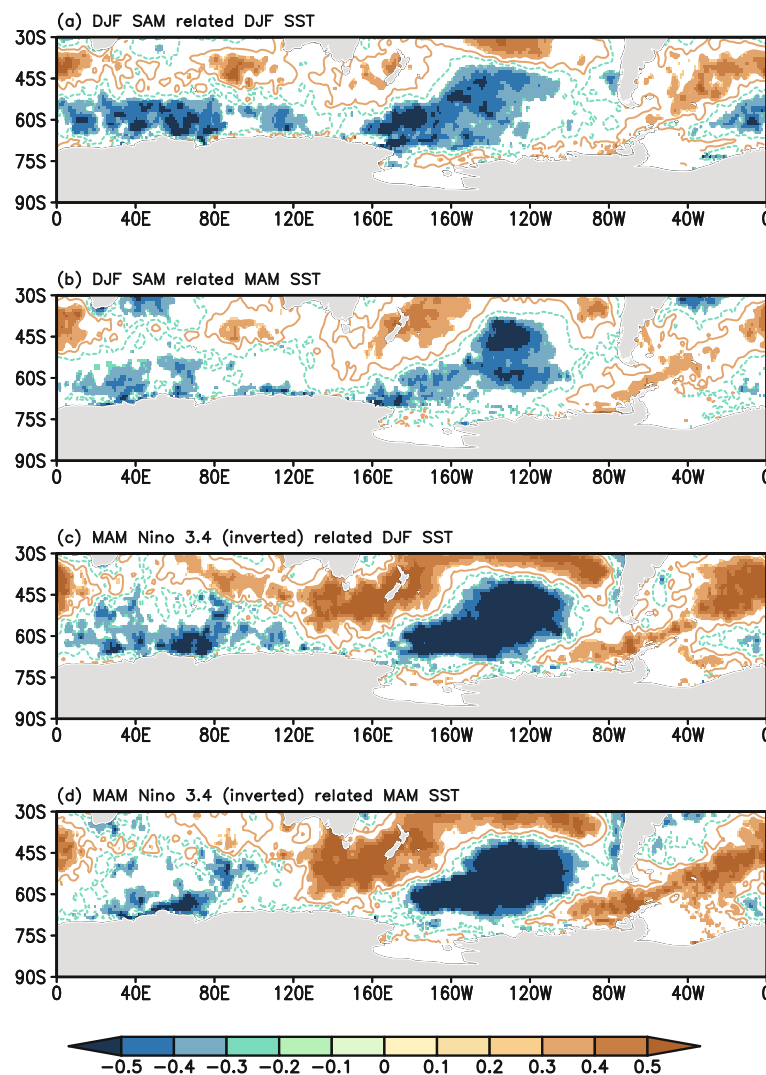 (a) DJF SAM related DJF SST
30S
45S
60S
75S
90S
0 40E 80E 120E 160E 160W 120W 80W 40W 0
(b) DJF SAM related MAM SST
30S
45S
60S
75S
90S
0 40E 80E 120E 160E 160W 120W 80W 40W 0
(c) MAM Nino 3.4 (inverted) related DJF SST
30S
45S
60S
75S
90S
0 40E 80E 120E 160E 160W 120W 80W 40W 0
(d) MAM Nino 3.4 (inverted) related MAM SST
30S
45S
60S
75S
90S
0 40E 80E 120E 160E 160W 120W 80W 40W 0
−0.5 −0.4 −0.3 −0.2 −0.1 0 0.1 0.2 0.3 0.4 0.5